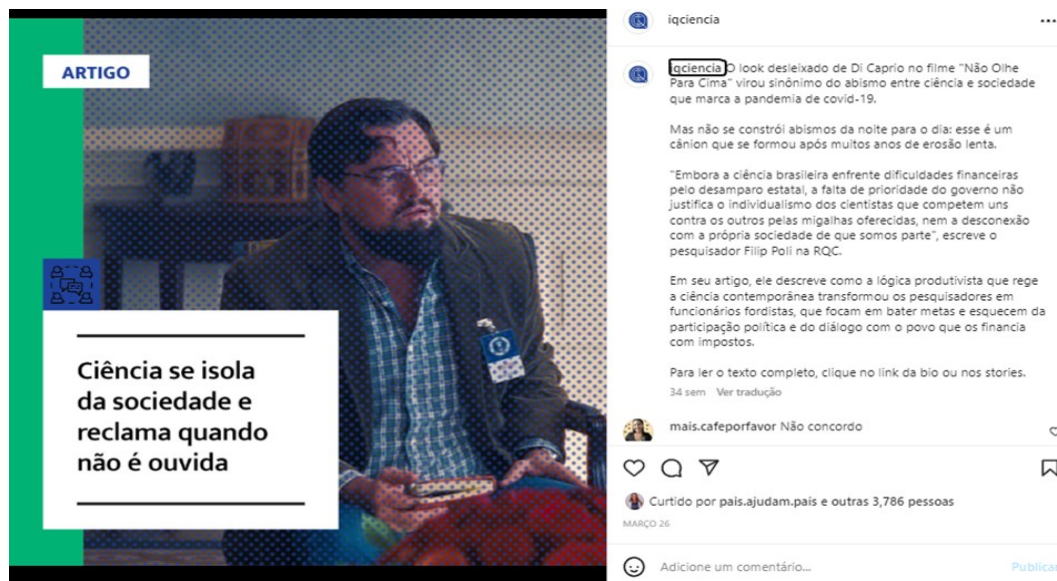 ARTIGO
Ciência se isola
da sociedade e
reclama quando
não é ouvida
iqciencia
iqciencia O look desleixado de Di Caprio no filme "Não Olhe
Para Cima" virou sinônimo do abismo entre ciência e sociedade
que marca a pandemia de covid-19.
Mas não se constrói abismos da noite para o dia: esse é um
cânion que se formou após muitos anos de erosão lenta.
"Embora a ciência brasileira enfrente dificuldades financeiras
pelo desamparo estatal, a falta de prioridade do governo não
justifica o individualismo dos cientistas que competem uns
contra os outros pelas migalhas oferecidas, nem a desconexão
com a própria sociedade de que somos parte", escreve o
pesquisador Filip Poli na RQC.
Em seu artigo, ele descreve como a lógica produtivista que rege
a ciência contemporânea transformou os pesquisadores em
funcionários fordistas, que focam em bater metas e esquecem da
participação política e do diálogo com o povo que os financia
com impostos.
Para ler o texto completo, clique no link da bio ou nos stories.
34 sem Ver tradução
mais.cafeporfavor Não concordo
Curtido por pais.ajudam.pais e outras 3,786 pessoas
MARÇO 26
Adicione um comentário... Publicar